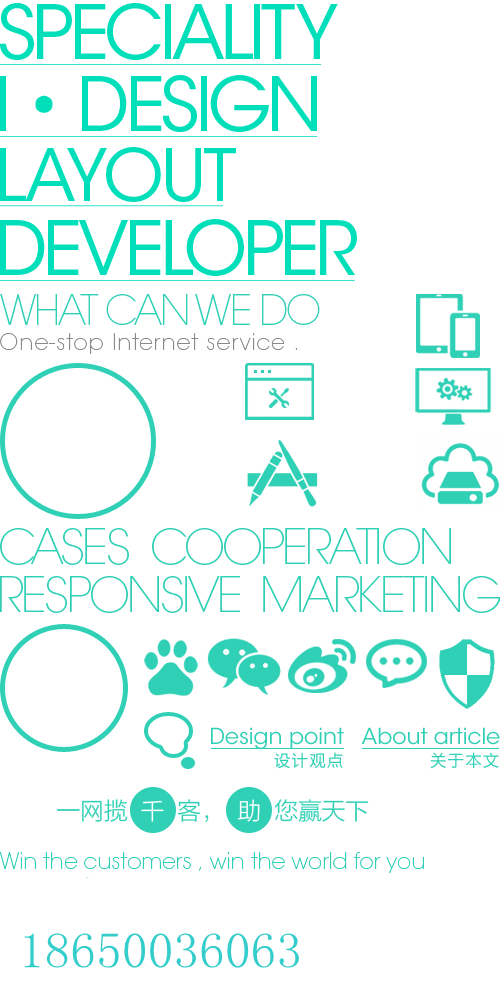 SPECIALITY
I • DESIGN
LAYOUT
DEVELOPER
WHAT CAN WE DO
One-stop Internet service .
CASES COOPERATION
RESPONSIVE MARKETING
Design point
设计观点
About article
关于本文
一网揽千客，助您赢天下
Win the customers , win the world for you
18650036063